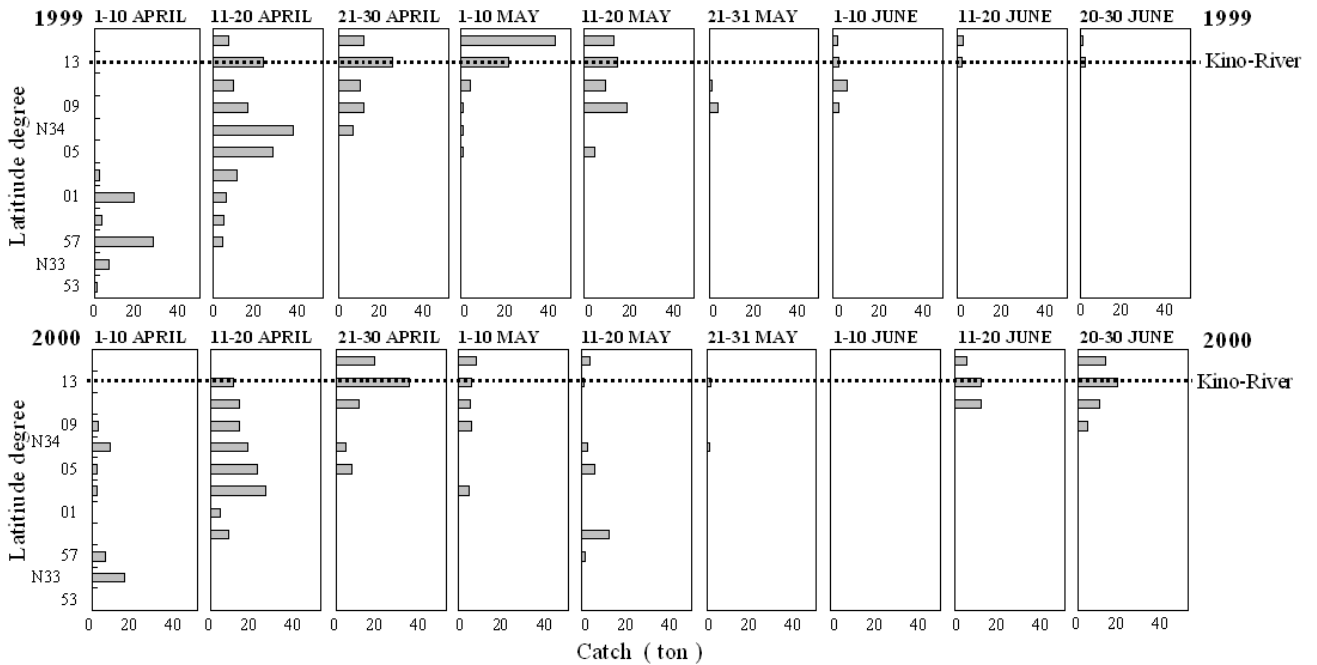 1999 1-10 APRIL 11-20 APRIL 21-30 APRIL 1-10 MAY 11-20 MAY 21-31 MAY 1-10 JUNE 11-20 JUNE 20-30 JUNE 1999
13 Kino-River
09
N34
05
01
57
N33
53
Latitiude degree
0 20 40 0 20 40 0 20 40 0 20 40 0 20 40 0 20 40 0 20 40 0 20 40 0 20 40
2000 1-10 APRIL 11-20 APRIL 21-30 APRIL 1-10 MAY 11-20 MAY 21-31 MAY 1-10 JUNE 11-20 JUNE 20-30 JUNE 2000
13 Kino-River
09
N34
05
01
57
N33
53
Latitiude degree
0 20 40 0 20 40 0 20 40 0 20 40 0 20 40 0 20 40 0 20 40 0 20 40 0 20 40
Catch ( ton )